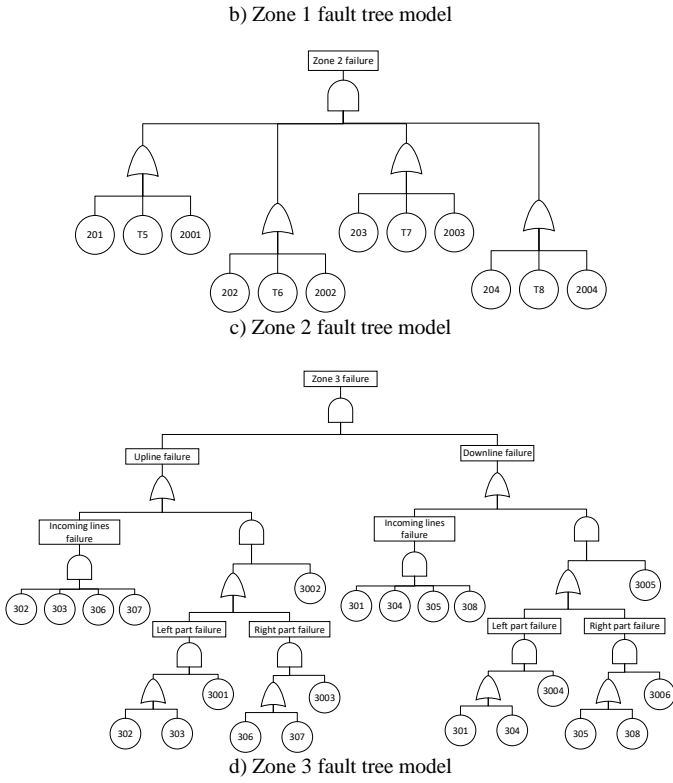 b) Zone 1 fault tree model
Zone 2 failure
201 T5 2001
203 T7 2003
202 T6 2002
204 T8 2004
c) Zone 2 fault tree model
Zone 3 failure
Upline failure
Downline failure
Incoming lines
failure
Incoming lines
failure
3002
3005
302 303 306 307
301 304 305 308
Left part failure
Right part failure
Left part failure
Right part failure
3001
3003
3004
3006
302 303
306 307
301 304
305 308
d) Zone 3 fault tree model